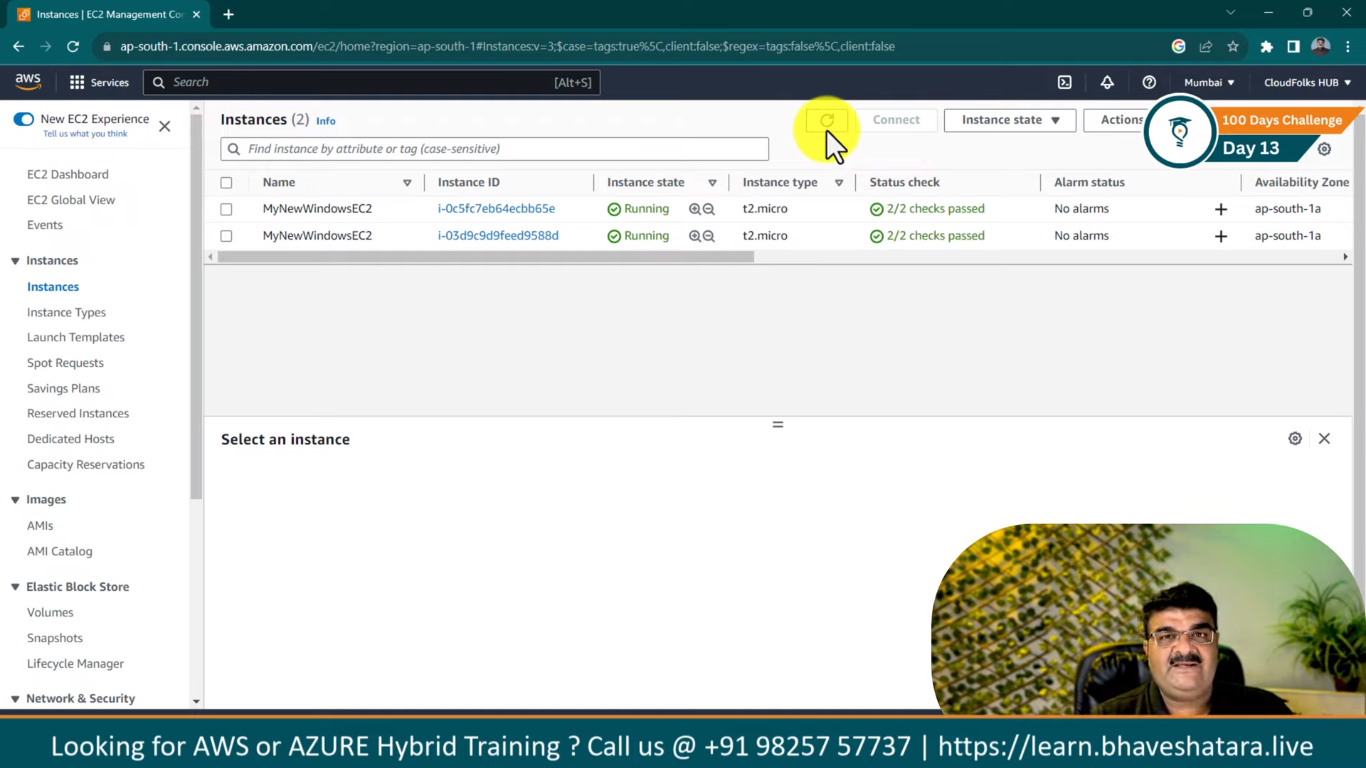 Instances | EC2 Management Con
ap-south-1.console.aws.amazon.com/ec2/home?region=ap-south-1#Instances:v=3;$case=tags:true%5C,client:false;$regex=tags:false%5C,client:false
aws
Services
Search
[Alt+S]
Mumbai
CloudFolks HUB
New EC2 Experience
Tell us what you think
EC2 Dashboard
EC2 Global View
Events
Instances
Instances
Instance Types
Launch Templates
Spot Requests
Savings Plans
Reserved Instances
Dedicated Hosts
Capacity Reservations
Images
AMIs
AMI Catalog
Elastic Block Store
Volumes
Snapshots
Lifecycle Manager
Network & Security
Instances (2) Info
Connect
Instance state
Actions
100 Days Challenge
Day 13
Find instance by attribute or tag (case-sensitive)
Name Instance ID Instance state Instance type Status check Alarm status Availability Zone
MyNewWindowsEC2 i-0c5fc7eb64ecbb65e Running t2.micro 2/2 checks passed No alarms ap-south-1a
MyNewWindowsEC2 i-03d9c9d9feed9588d Running t2.micro 2/2 checks passed No alarms ap-south-1a
Select an instance
Looking for AWS or AZURE Hybrid Training ? Call us @ +91 98257 57737 | https://learn.bhaveshatara.live